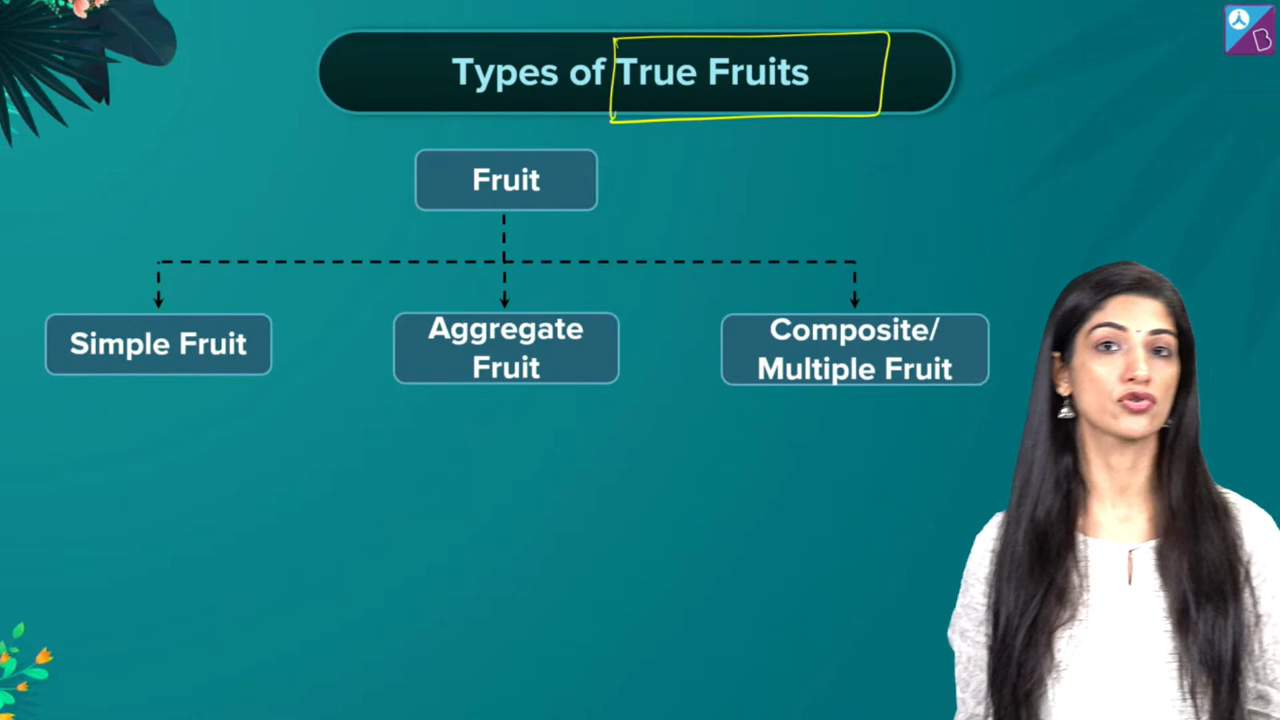 Types of True Fruits
Fruit
Simple Fruit
Aggregate
Fruit
Composite/
Multiple Fruit
B